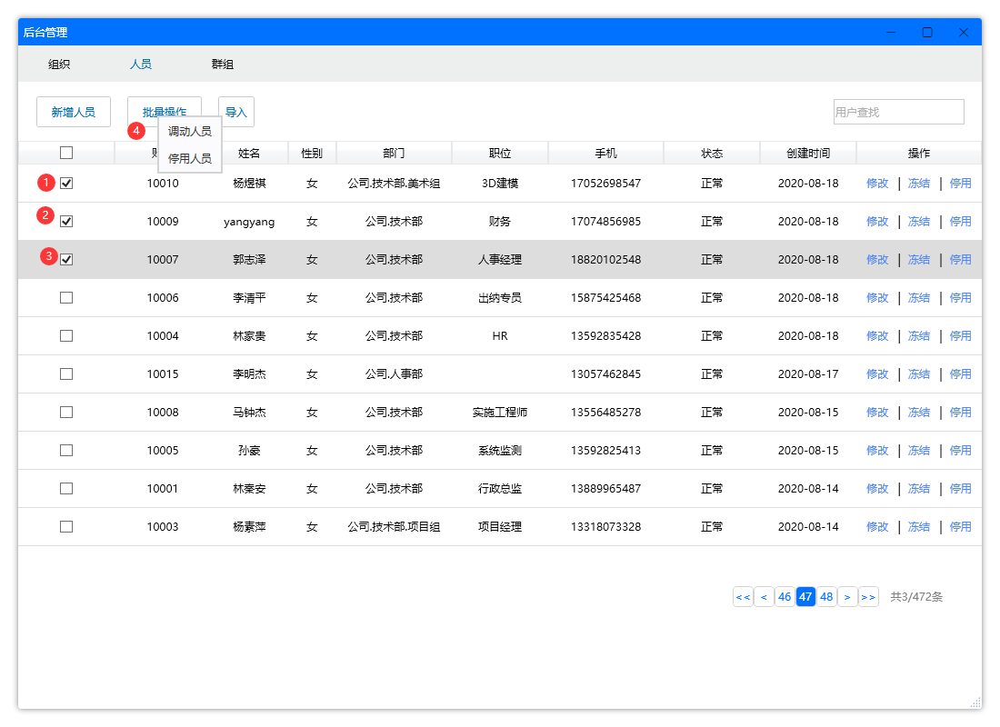 后台管理
组织 人员 群组
新增人员 批量操作 导入 用户查找
4 调动人员
停用人员
姓名 性别 部门 职位 手机 状态 创建时间 操作
1 10010 杨煜祺 女 公司.技术部.美术组 3D建模 17052698547 正常 2020-08-18 修改 | 冻结 | 停用
2 10009 yangyang 女 公司.技术部 财务 17074856985 正常 2020-08-18 修改 | 冻结 | 停用
3 10007 郭志泽 女 公司.技术部 人事经理 18820102548 正常 2020-08-18 修改 | 冻结 | 停用
10006 李清平 女 公司.技术部 出纳专员 15875425468 正常 2020-08-18 修改 | 冻结 | 停用
10004 林家贵 女 公司.技术部 HR 13592835428 正常 2020-08-18 修改 | 冻结 | 停用
10015 李明杰 女 公司.人事部 13057462845 正常 2020-08-17 修改 | 冻结 | 停用
10008 马钟杰 女 公司.技术部 实施工程师 13556485278 正常 2020-08-15 修改 | 冻结 | 停用
10005 孙豪 女 公司.技术部 系统监测 13592825413 正常 2020-08-15 修改 | 冻结 | 停用
10001 林秦安 女 公司.技术部 行政总监 13889965487 正常 2020-08-14 修改 | 冻结 | 停用
10003 杨素萍 女 公司.技术部.项目组 项目经理 13318073328 正常 2020-08-14 修改 | 冻结 | 停用
<< < 46 47 48 > >> 共3/472条